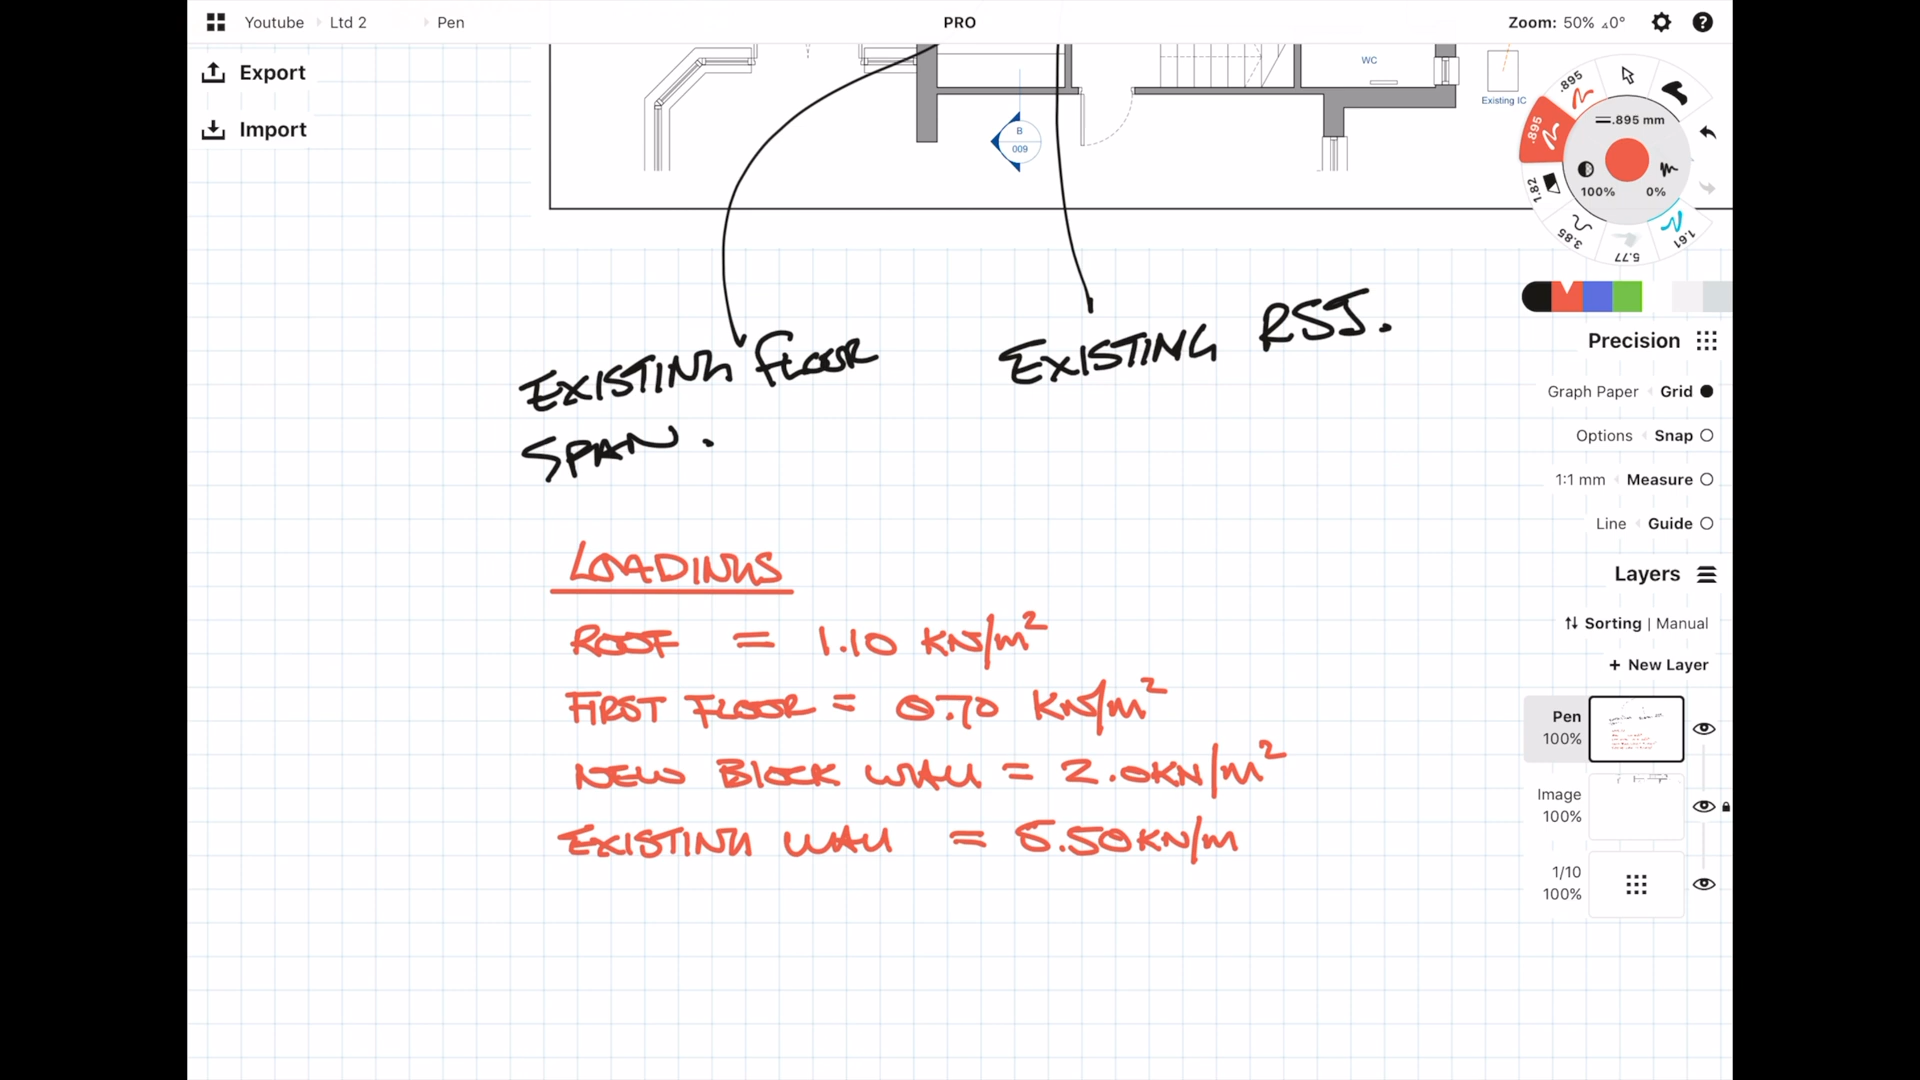 Youtube Ltd 2 Pen
PRO
Zoom: 50% ⊿0°
Export
Import
WC
Existing IC
B
009
.895
.895
.895 mm
100%
0%
1.82
3.85
5.77
1.61
EXISTING FLOOR
SPAN.
EXISTING RSJ.
LOADINGS
ROOF = 1.10 KN/m²
FIRST FLOOR = 0.70 KN/m²
NEW BLOCK WALL = 2.0KN/m²
EXISTING WALL = 5.50KN/m
Precision
Graph Paper Grid
Options Snap
1:1 mm Measure
Line Guide
Layers
Sorting | Manual
+ New Layer
Pen
100%
Image
100%
1/10
100%